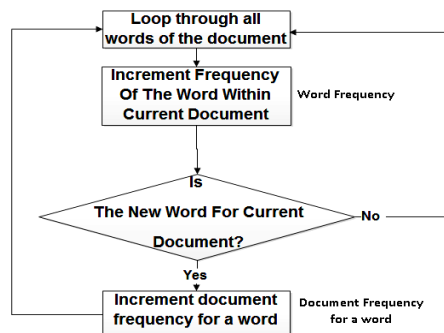 Loop through all
words of the document
Increment Frequency
Of The Word Within
Current Document
Word Frequency
Is
The New Word For Current
Document?
No
Yes
Increment document
frequency for a word
Document Frequency
for a word